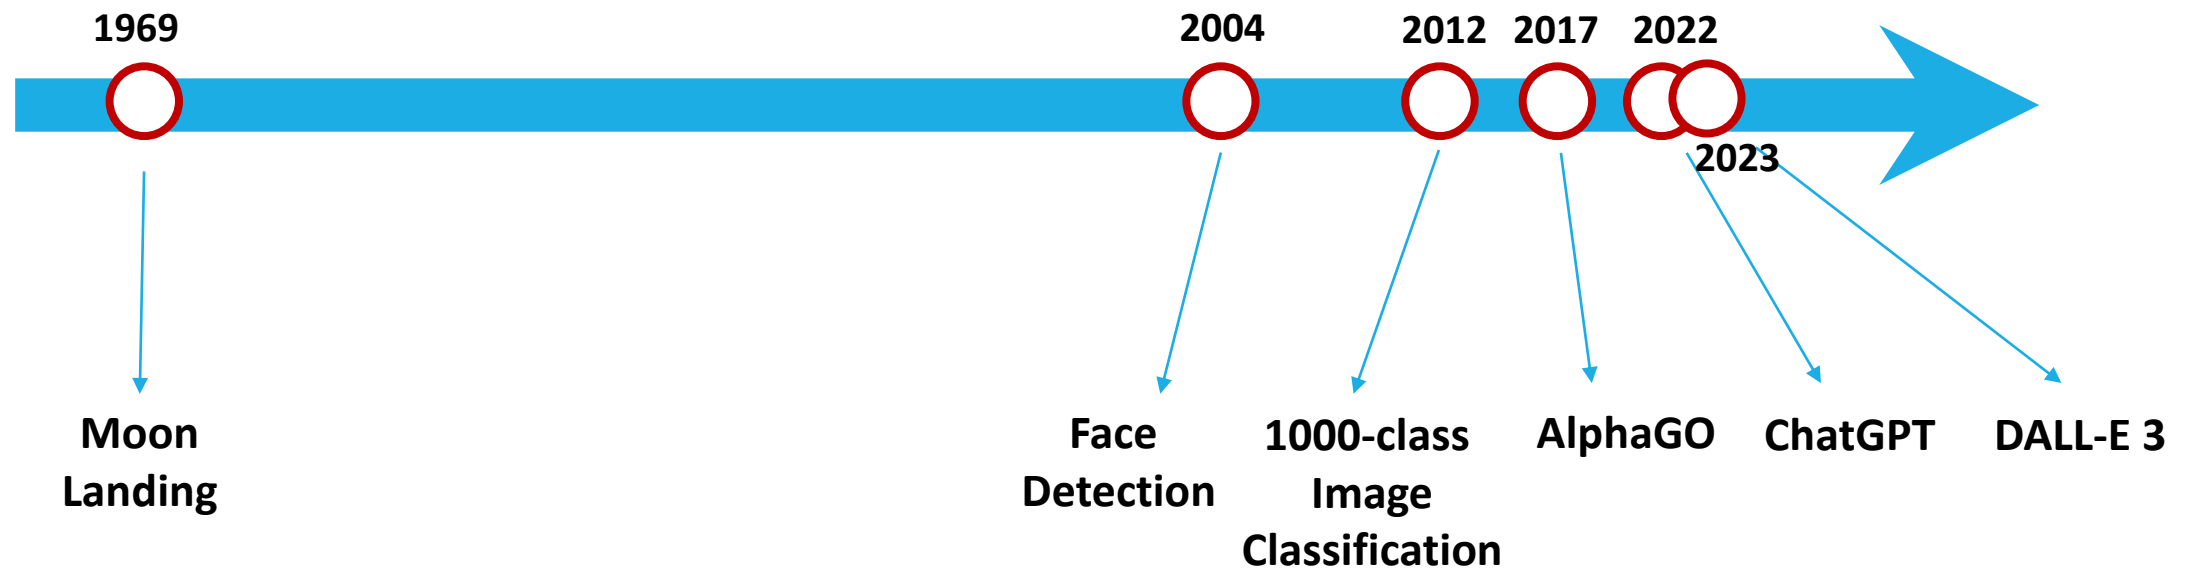 1969
2004
2012
2017
2022
2023
Moon
Landing
Face
Detection
1000-class
Image
Classification
AlphaGO
ChatGPT
DALL-E 3